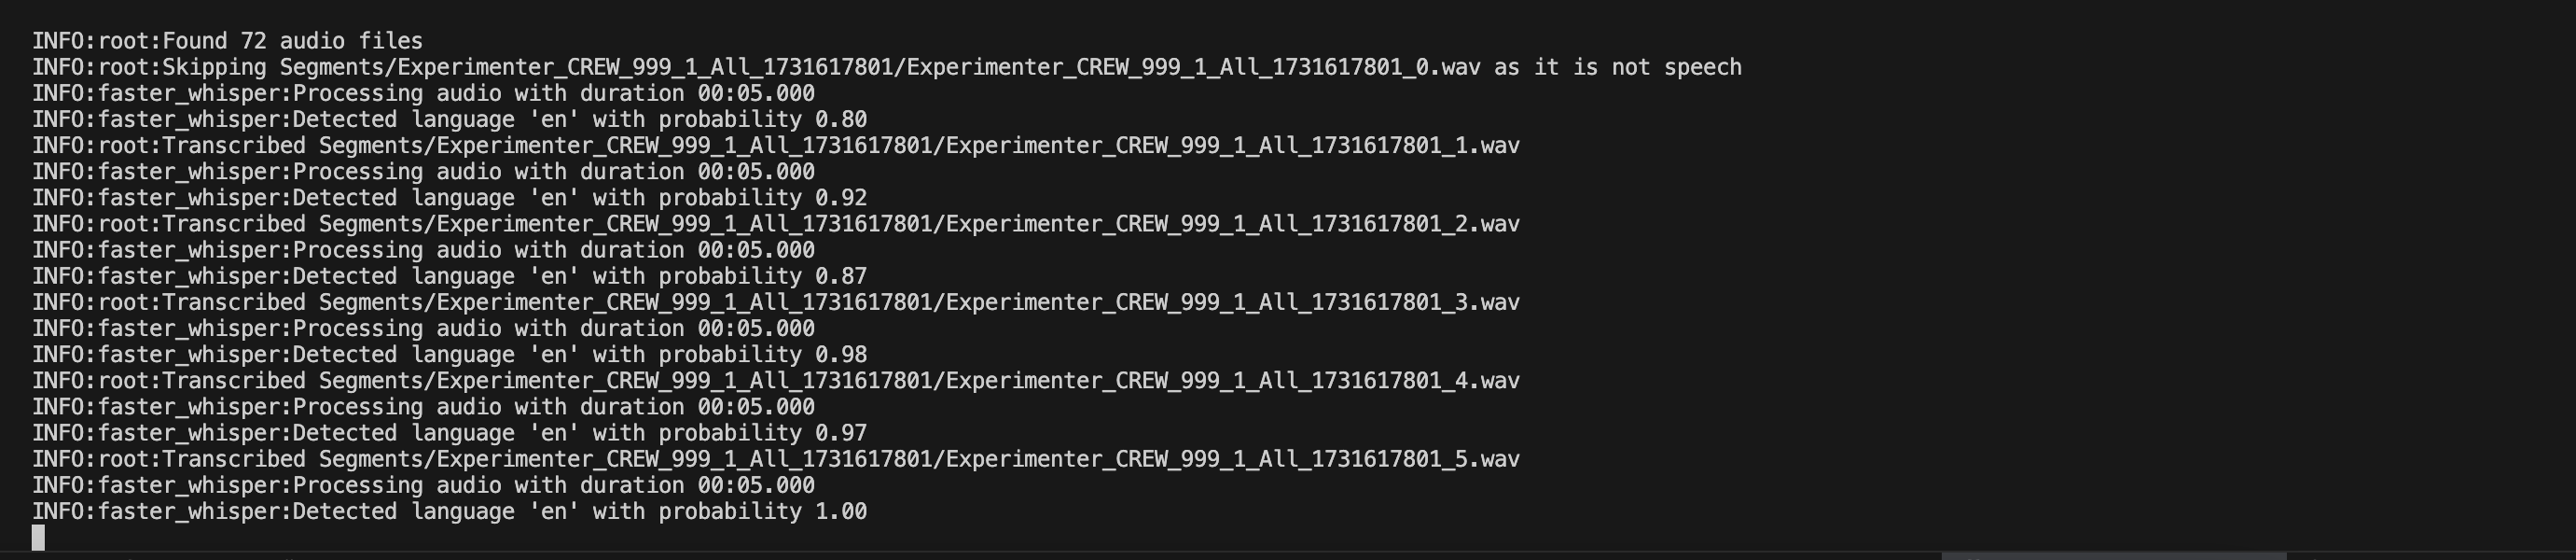 INFO:root:Found 72 audio files
INFO:root:Skipping Segments/Experimenter_CREW_999_1_All_1731617801/Experimenter_CREW_999_1_All_1731617801_0.wav as it is not speech
INFO:faster_whisper:Processing audio with duration 00:05.000
INFO:faster_whisper:Detected language 'en' with probability 0.80
INFO:root:Transcribed Segments/Experimenter_CREW_999_1_All_1731617801/Experimenter_CREW_999_1_All_1731617801_1.wav
INFO:faster_whisper:Processing audio with duration 00:05.000
INFO:faster_whisper:Detected language 'en' with probability 0.92
INFO:root:Transcribed Segments/Experimenter_CREW_999_1_All_1731617801/Experimenter_CREW_999_1_All_1731617801_2.wav
INFO:faster_whisper:Processing audio with duration 00:05.000
INFO:faster_whisper:Detected language 'en' with probability 0.87
INFO:root:Transcribed Segments/Experimenter_CREW_999_1_All_1731617801/Experimenter_CREW_999_1_All_1731617801_3.wav
INFO:faster_whisper:Processing audio with duration 00:05.000
INFO:faster_whisper:Detected language 'en' with probability 0.98
INFO:root:Transcribed Segments/Experimenter_CREW_999_1_All_1731617801/Experimenter_CREW_999_1_All_1731617801_4.wav
INFO:faster_whisper:Processing audio with duration 00:05.000
INFO:faster_whisper:Detected language 'en' with probability 0.97
INFO:root:Transcribed Segments/Experimenter_CREW_999_1_All_1731617801/Experimenter_CREW_999_1_All_1731617801_5.wav
INFO:faster_whisper:Processing audio with duration 00:05.000
INFO:faster_whisper:Detected language 'en' with probability 1.00